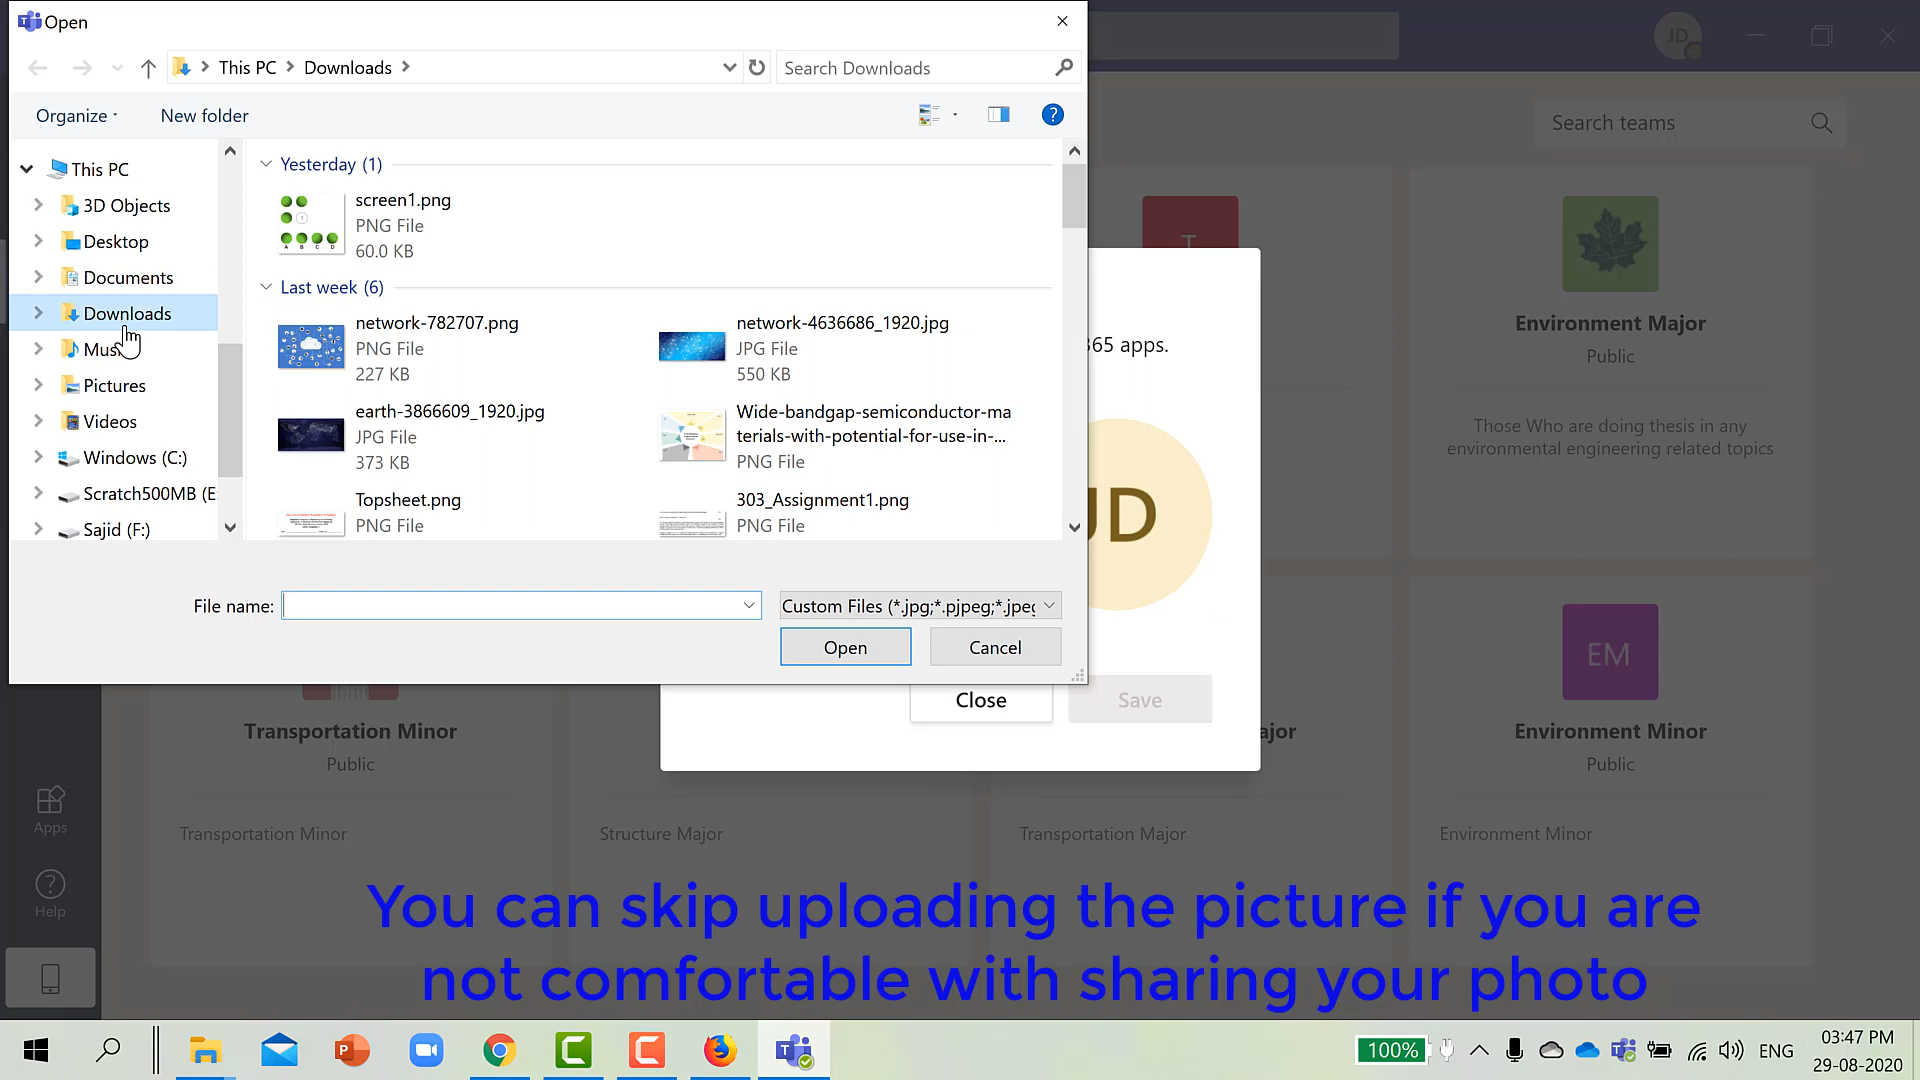 Open
This PC
Downloads
Search Downloads
Organize
New folder
This PC
3D Objects
Desktop
Documents
Downloads
Pictures
Videos
Windows (C:)
Scratch500MB (E:
Sajid (F:)
Yesterday (1)
screen1.png
PNG File
60.0 KB
Last week (6)
network-782707.png
PNG File
227 KB
network-4636686_1920.jpg
JPG File
550 KB
earth-3866609_1920.jpg
JPG File
373 KB
Wide-bandgap-semiconductor-ma
terials-with-potential-for-use-in-...
PNG File
Topsheet.png
PNG File
303_Assignment1.png
PNG File
File name:
Custom Files (*.jpg;*.pjpeg;*.jpeg
Open
Cancel
JD
Search teams
365 apps.
JD
Close
Save
Environment Major
Public
Those Who are doing thesis in any
environmental engineering related topics
Transportation Minor
Public
Transportation Minor
Structure Major
Transportation Major
EM
Environment Minor
Public
Environment Minor
Apps
Help
You can skip uploading the picture if you are
not comfortable with sharing your photo
100%
ENG
03:47 PM
29-08-2020